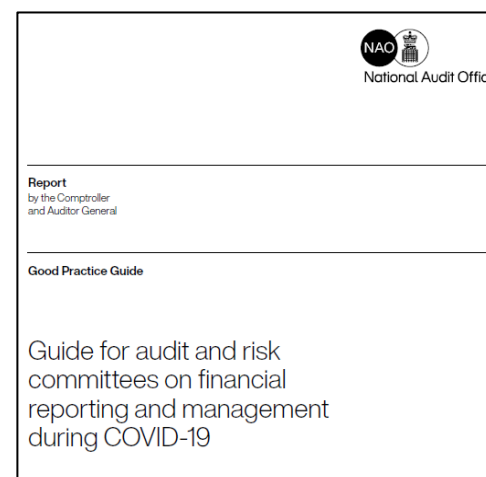 NAO
National Audit Offic
Report
by the Comptroller
and Auditor General
Good Practice Guide
Guide for audit and risk
committees on financial
reporting and management
during COVID-19